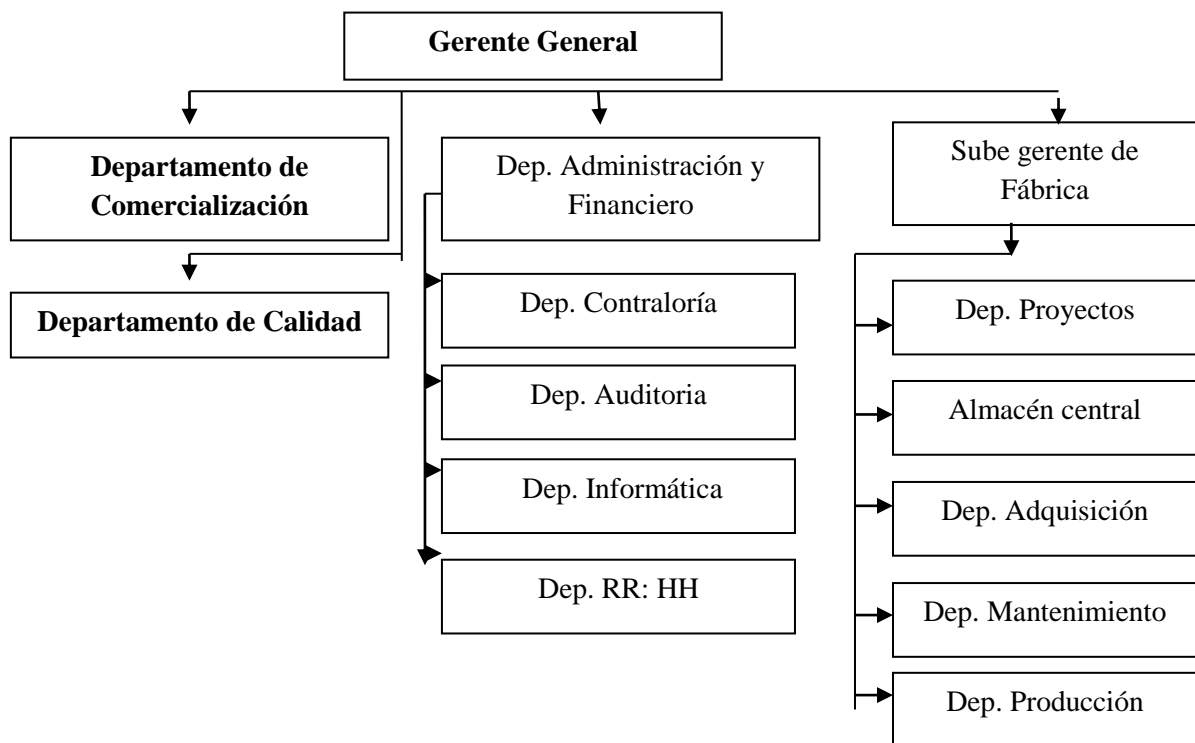 Gerente General
Departamento de
Comercialización
Departamento de Calidad
Dep. Administración y
Financiero
Dep. Contraloría
Dep. Auditoria
Dep. Informática
Dep. RR: HH
Sube gerente de
Fábrica
Dep. Proyectos
Almacén central
Dep. Adquisición
Dep. Mantenimiento
Dep. Producción